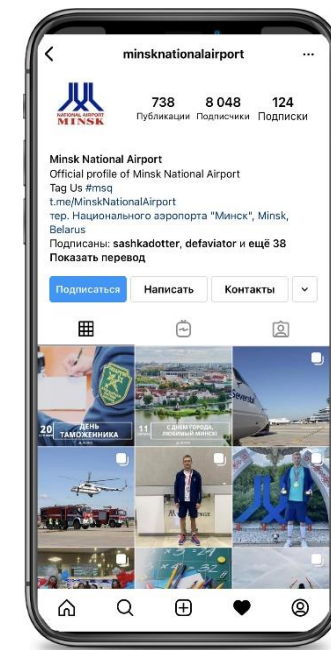 minsknationalairport
...
NATIONAL AIRPORT
MINSK
738 8 048 124
Публикации Подписчики Подписки
Minsk National Airport
Official profile of Minsk National Airport
Tag Us #msq
t.me/MinskNationalAirport
тер. Национального аэропорта "Минск", Minsk,
Belarus
Подписаны: sashkadotter, defaviator и ещё 38
Показать перевод
Подписаться Написать Контакты
20 ДЕНЬ
ТАМОЖЕННИКА
11 С ДНЕМ ГОРОДА,
ЛЮБИМЫЙ МИНСК!
Severstal